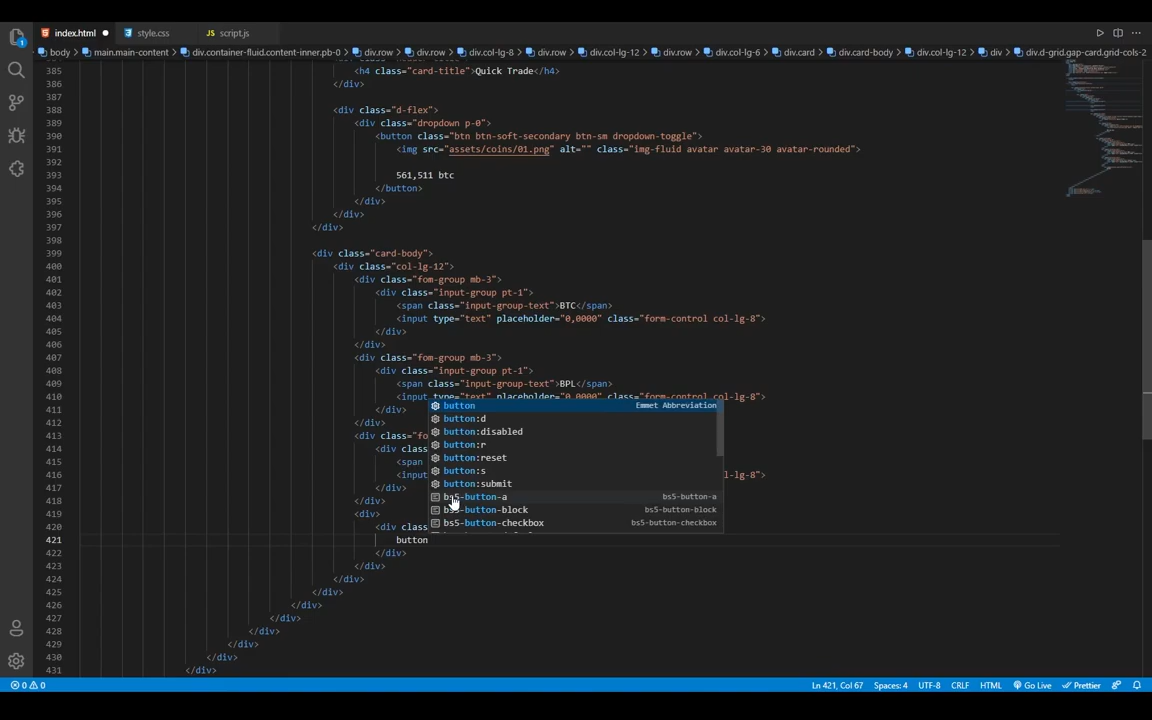 index.html style.css JS script.js
body > main.main-content > div.container-fluid.content-inner.pb-0 > div.row > div.row > div.col-lg-8 > div.row > div.col-lg-12 > div.row > div.col-lg-6 > div.card > div.card-body > div.col-lg-12 > div > div.d-grid.gap-card.grid-cols-2
385 <h4 class="card-title">Quick Trade</h4>
386 </div>
387
388 <div class="d-flex">
389 <div class="dropdown p-0">
390 <button class="btn btn-soft-secondary btn-sm dropdown-toggle">
391 <img src="assets/coins/01.png" alt="" class="img-fluid avatar avatar-30 avatar-rounded">
392
393 561,511 btc
394 </button>
395 </div>
396 </div>
397 </div>
398
399 <div class="card-body">
400 <div class="col-lg-12">
401 <div class="fom-group mb-3">
402 <div class="input-group pt-1">
403 <span class="input-group-text">BTC</span>
404 <input type="text" placeholder="0,0000" class="form-control col-lg-8">
405 </div>
406 </div>
407 <div class="fom-group mb-3">
408 <div class="input-group pt-1">
409 <span class="input-group-text">BPL</span>
410 <input type="text" placeholder="0,0000" class="form-control col-lg-8">
411 </div>
412 </div>
413 <div class="fo
414 <div class
415 <span
416 <input l-lg-8">
417 </div>
418 </div>
419 <div>
420 <div class
421 button
422 </div>
423 </div>
424 </div>
425 </div>
426 </div>
427 </div>
428 </div>
429 </div>
430 </div>
431 </div>
button Emmet Abbreviation
button:d
button:disabled
button:r
button:reset
button:s
button:submit
bs5-button-a bs5-button-a
bs5-button-block bs5-button-block
bs5-button-checkbox bs5-button-checkbox
0 0 Ln 421, Col 67 Spaces: 4 UTF-8 CRLF HTML Go Live Prettier